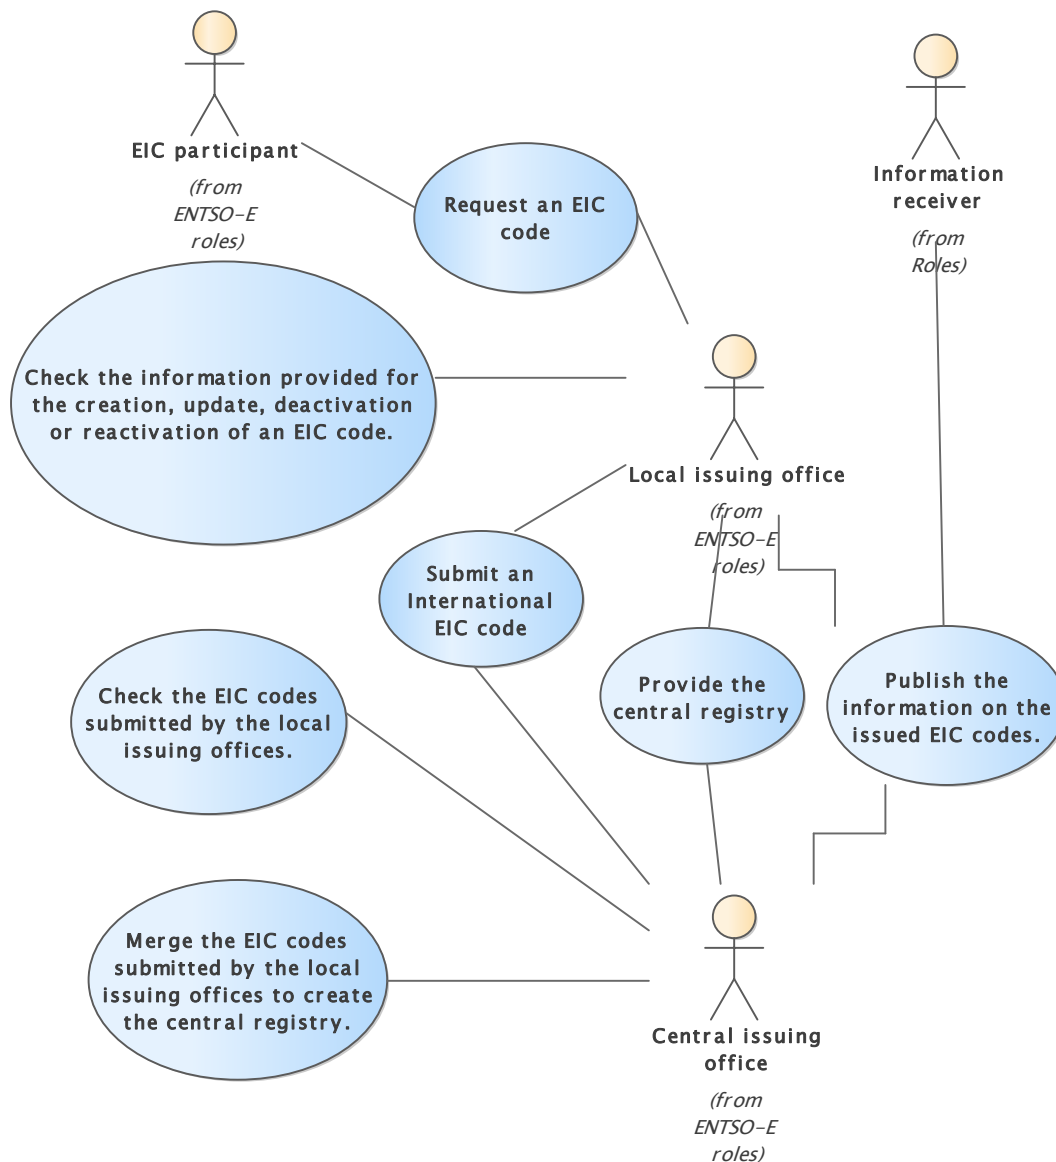 EIC participant
(from
ENTSO-E
roles)
Request an EIC
code
Information
receiver
(from
Roles)
Check the information provided for
the creation, update, deactivation
or reactivation of an EIC code.
Local issuing office
(from
ENTSO-E
roles)
Submit an
International
EIC code
Check the EIC codes
submitted by the local
issuing offices.
Provide the
central registry
Publish the
information on the
issued EIC codes.
Merge the EIC codes
submitted by the local
issuing offices to create
the central registry.
Central issuing
office
(from
ENTSO-E
roles)